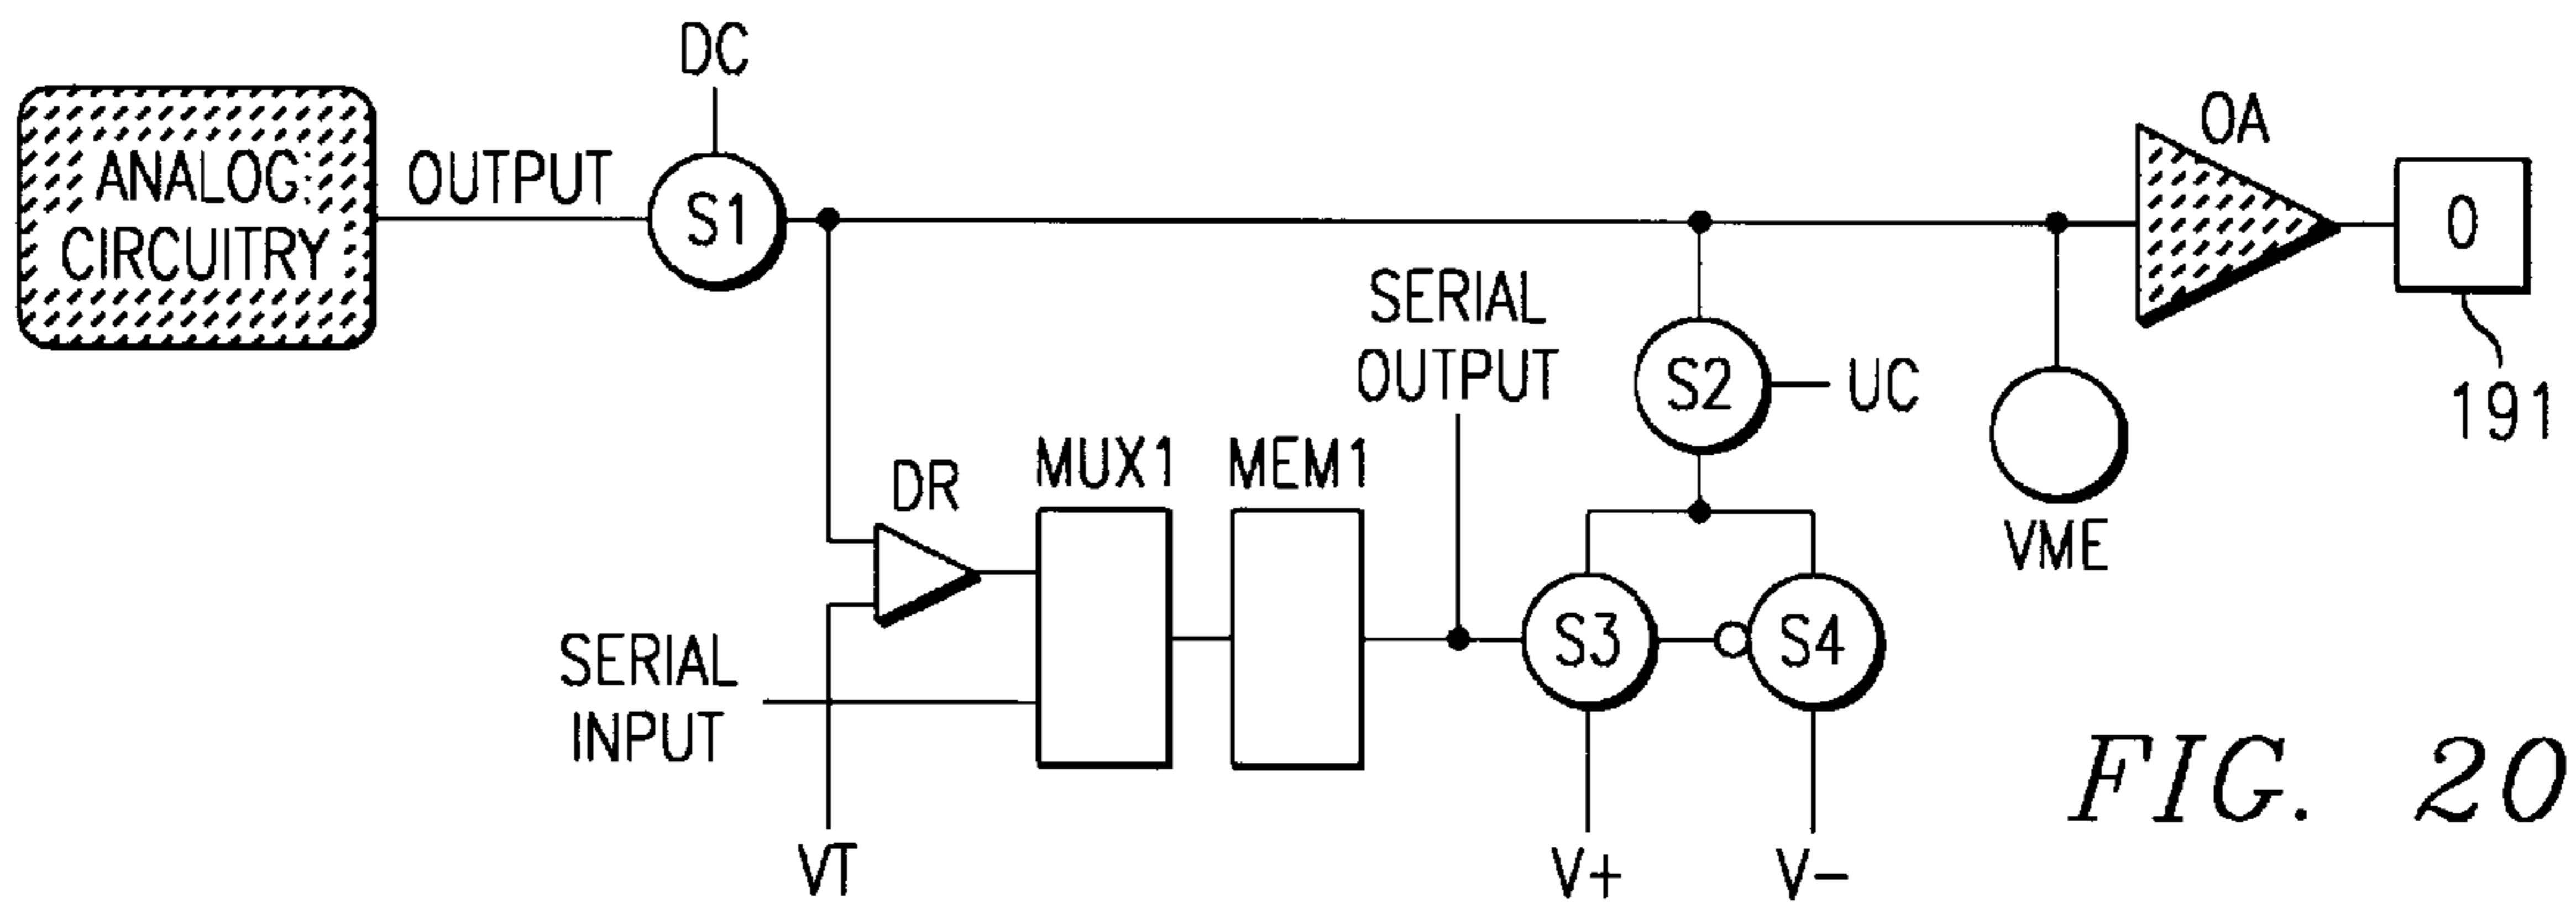 DC
ANALOG
CIRCUITRY
OUTPUT
S1
OA
0
191
SERIAL
OUTPUT
S2
UC
VME
DR
MUX1
MEM1
S3
S4
SERIAL
INPUT
VT
V+
V−
FIG. 20